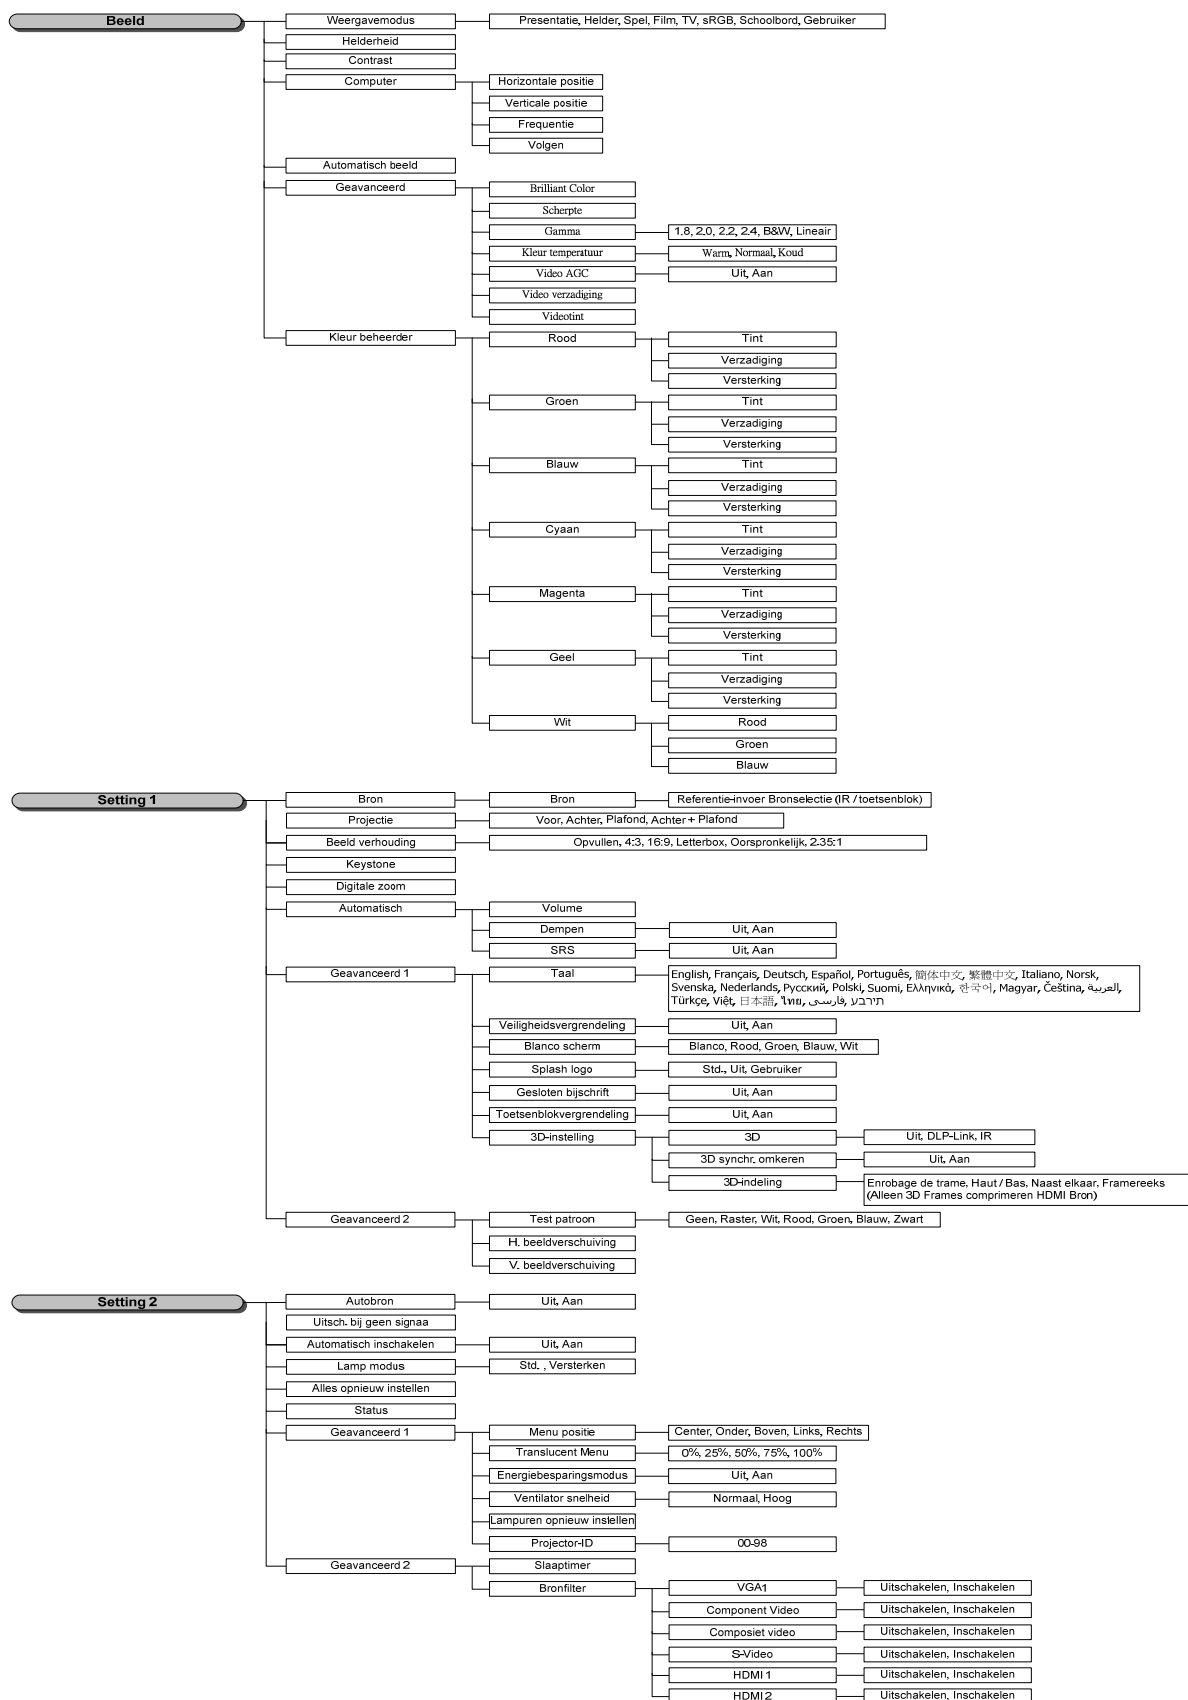 Beeld
Weergavemodus
Presentatie, Helder, Spel, Film, TV, sRGB, Schoolbord, Gebruiker
Helderheid
Contrast
Computer
Horizontale positie
Verticale positie
Frequentie
Volgen
Automatisch beeld
Geavanceerd
Brilliant Color
Scherpte
Gamma
1.8, 2.0, 2.2, 2.4, B&W, Lineair
Kleur temperatuur
Warm, Normaal, Koud
Video AGC
Uit, Aan
Video verzadiging
Videotint
Kleur beheerder
Rood
Tint
Verzadiging
Versterking
Groen
Tint
Verzadiging
Versterking
Blauw
Tint
Verzadiging
Versterking
Cyaan
Tint
Verzadiging
Versterking
Magenta
Tint
Verzadiging
Versterking
Geel
Tint
Verzadiging
Versterking
Wit
Rood
Groen
Blauw
Setting 1
Bron
Bron
Referentie-invoer Bronselectie (IR / toetsenblok)
Projectie
Voor, Achter, Plafond, Achter + Plafond
Beeld verhouding
Opvullen, 4:3, 16:9, Letterbox, Oorspronkelijk, 2.35:1
Keystone
Digitale zoom
Automatisch
Volume
Dempen
Uit, Aan
SRS
Uit, Aan
Geavanceerd 1
Taal
English, Français, Deutsch, Español, Português, 簡体中文, 繁體中文, Italiano, Norsk,
Svenska, Nederlands, Русский, Polski, Suomi, Ελληνικά, 한국어, Magyar, Čeština, العربية,
Türkçe, Việt, 日本語, ไทย, فارسی, תירבע
Veiligheidsvergrendeling
Uit, Aan
Blanco scherm
Blanco, Rood, Groen, Blauw, Wit
Splash logo
Std., Uit, Gebruiker
Gesloten bijschrift
Uit, Aan
Toetsenblokvergrendeling
Uit, Aan
3D-instelling
3D
Uit, DLP-Link, IR
3D synchr. omkeren
Uit, Aan
3D-indeling
Enrobage de trame, Haut / Bas, Naast elkaar, Framereeks
(Alleen 3D Frames comprimeren HDMI Bron)
Geavanceerd 2
Test patroon
Geen, Raster, Wit, Rood, Groen, Blauw, Zwart
H. beeldverschuiving
V. beeldverschuiving
Setting 2
Autobron
Uit, Aan
Uitsch. bij geen signaa
Automatisch inschakelen
Uit, Aan
Lamp modus
Std. , Versterken
Alles opnieuw instellen
Status
Geavanceerd 1
Menu positie
Center, Onder, Boven, Links, Rechts
Translucent Menu
0%, 25%, 50%, 75%, 100%
Energiebesparingsmodus
Uit, Aan
Ventilator snelheid
Normaal, Hoog
Lampuren opnieuw instellen
Projector-ID
00-98
Geavanceerd 2
Slaaptimer
Bronfilter
VGA1
Uitschakelen, Inschakelen
Component Video
Uitschakelen, Inschakelen
Composiet video
Uitschakelen, Inschakelen
S-Video
Uitschakelen, Inschakelen
HDMI 1
Uitschakelen, Inschakelen
HDMI 2
Uitschakelen, Inschakelen